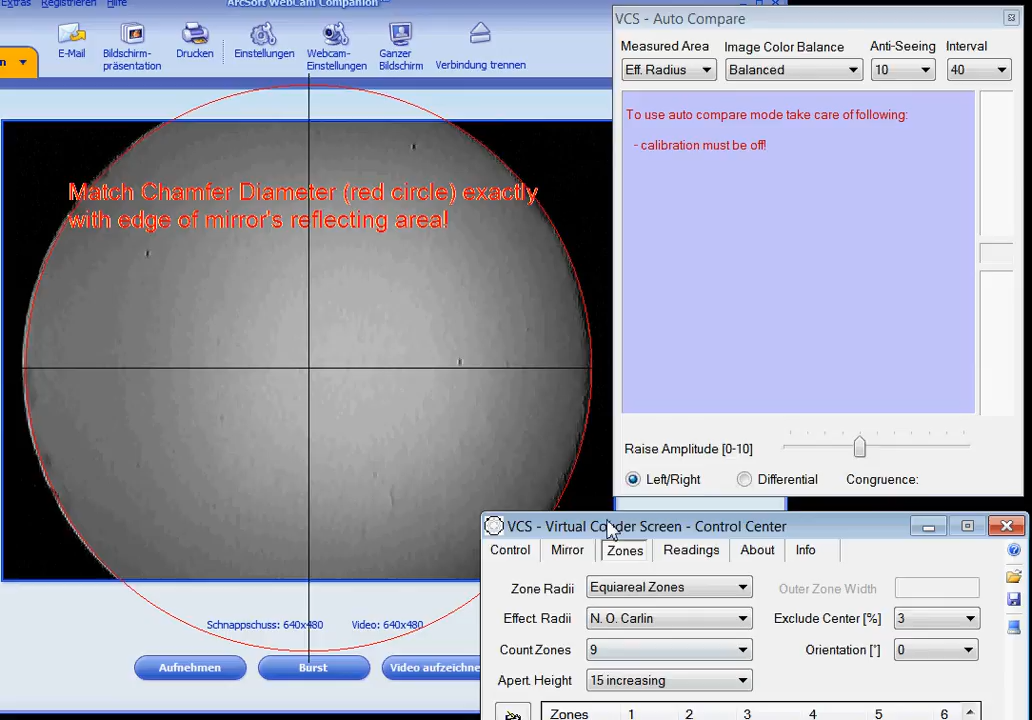 Extras Registrieren Hilfe
ArcSoft WebCam Companion™
E-Mail
Bildschirm-
präsentation
Drucken
Einstellungen
Webcam-
Einstellungen
Ganzer
Bildschirm
Verbindung trennen
Match Chamfer Diameter (red circle) exactly
with edge of mirror's reflecting area!
Schnappschuss: 640x480 Video: 640x480
Aufnehmen
Burst
Video aufzeichne
VCS - Auto Compare
Measured Area Image Color Balance Anti-Seeing Interval
Eff. Radius Balanced 10 40
To use auto compare mode take care of following:
- calibration must be off!
Raise Amplitude [0-10]
Left/Right Differential Congruence:
VCS - Virtual Couder Screen - Control Center
Control Mirror Zones Readings About Info
Zone Radii Equiareal Zones Outer Zone Width
Effect. Radii N. O. Carlin Exclude Center [%] 3
Count Zones 9 Orientation [°] 0
Apert. Height 15 increasing
Zones 1 2 3 4 5 6